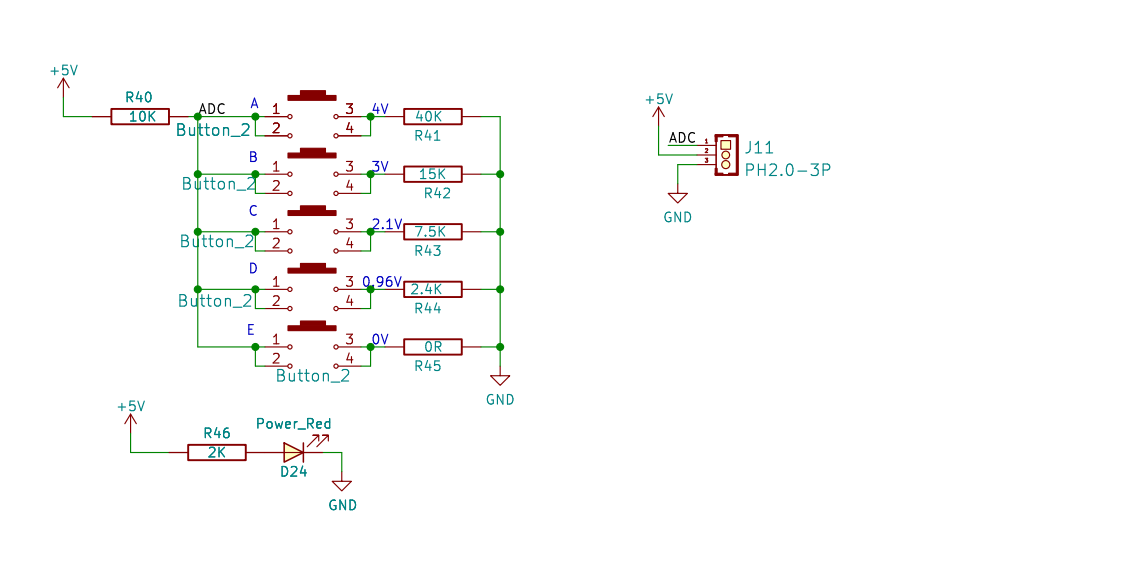 +5V
R40
10K
ADC
A
1
2
3
4
4V
40K
R41
Button_2
B
1
2
3
4
3V
15K
R42
Button_2
C
1
2
3
4
2.1V
7.5K
R43
Button_2
D
1
2
3
4
0.96V
2.4K
R44
Button_2
E
1
2
3
4
0V
0R
R45
Button_2
GND
+5V
R46
2K
Power_Red
D24
GND
+5V
ADC
1
2
3
J11
PH2.0-3P
GND